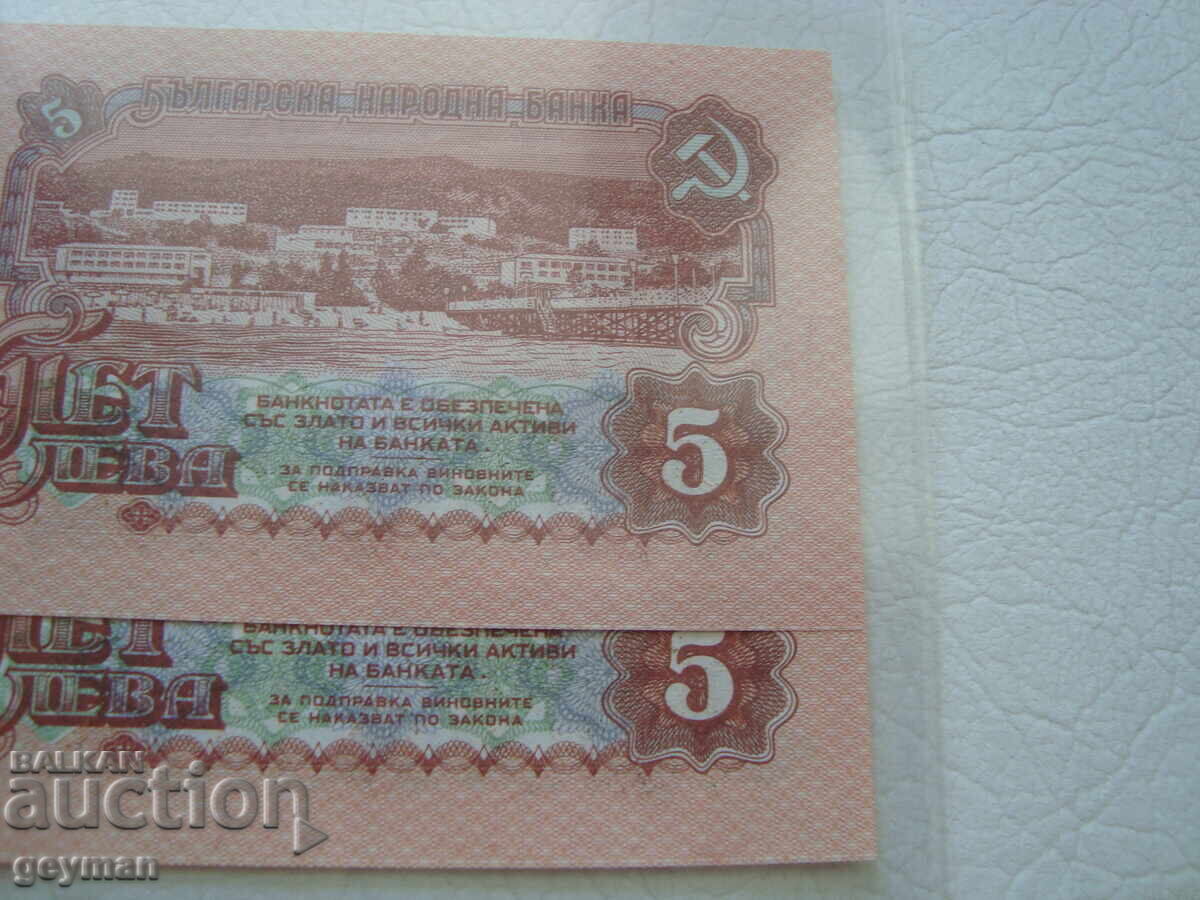 5
БЪЛГАРСКА НАРОДНА БАНКА
ПЕТ
ЛЕВА
БАНКНОТАТА Е ОБЕЗПЕЧЕНА
СЪС ЗЛАТО И ВСИЧКИ АКТИВИ
НА БАНКАТА.
ЗА ПОДПРАВКА ВИНОВНИТЕ
СЕ НАКАЗВАТ ПО ЗАКОНА
5
ПЕТ
ЛЕВА
БАНКНОТАТА Е ОБЕЗПЕЧЕНА
СЪС ЗЛАТО И ВСИЧКИ АКТИВИ
НА БАНКАТА.
ЗА ПОДПРАВКА ВИНОВНИТЕ
СЕ НАКАЗВАТ ПО ЗАКОНА
5
BALKAN
auction
geyman